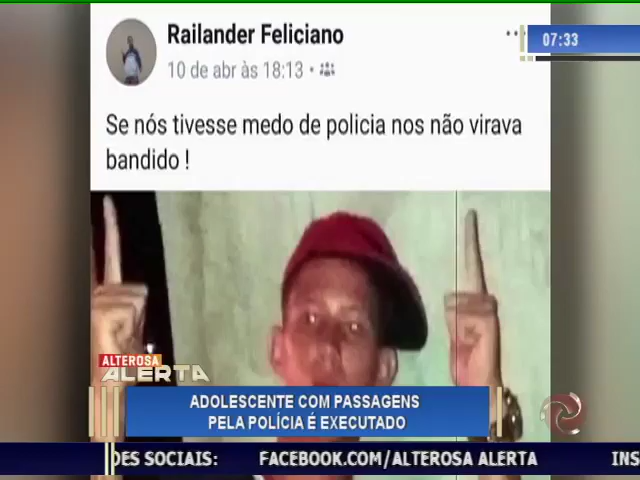 Railander Feliciano
10 de abr às 18:13 •
07:33
Se nós tivesse medo de policia nos não virava
bandido !
ALTEROSA
ALERTA
ADOLESCENTE COM PASSAGENS
PELA POLÍCIA É EXECUTADO
DES SOCIAIS: FACEBOOK.COM/ALTEROSA ALERTA INS